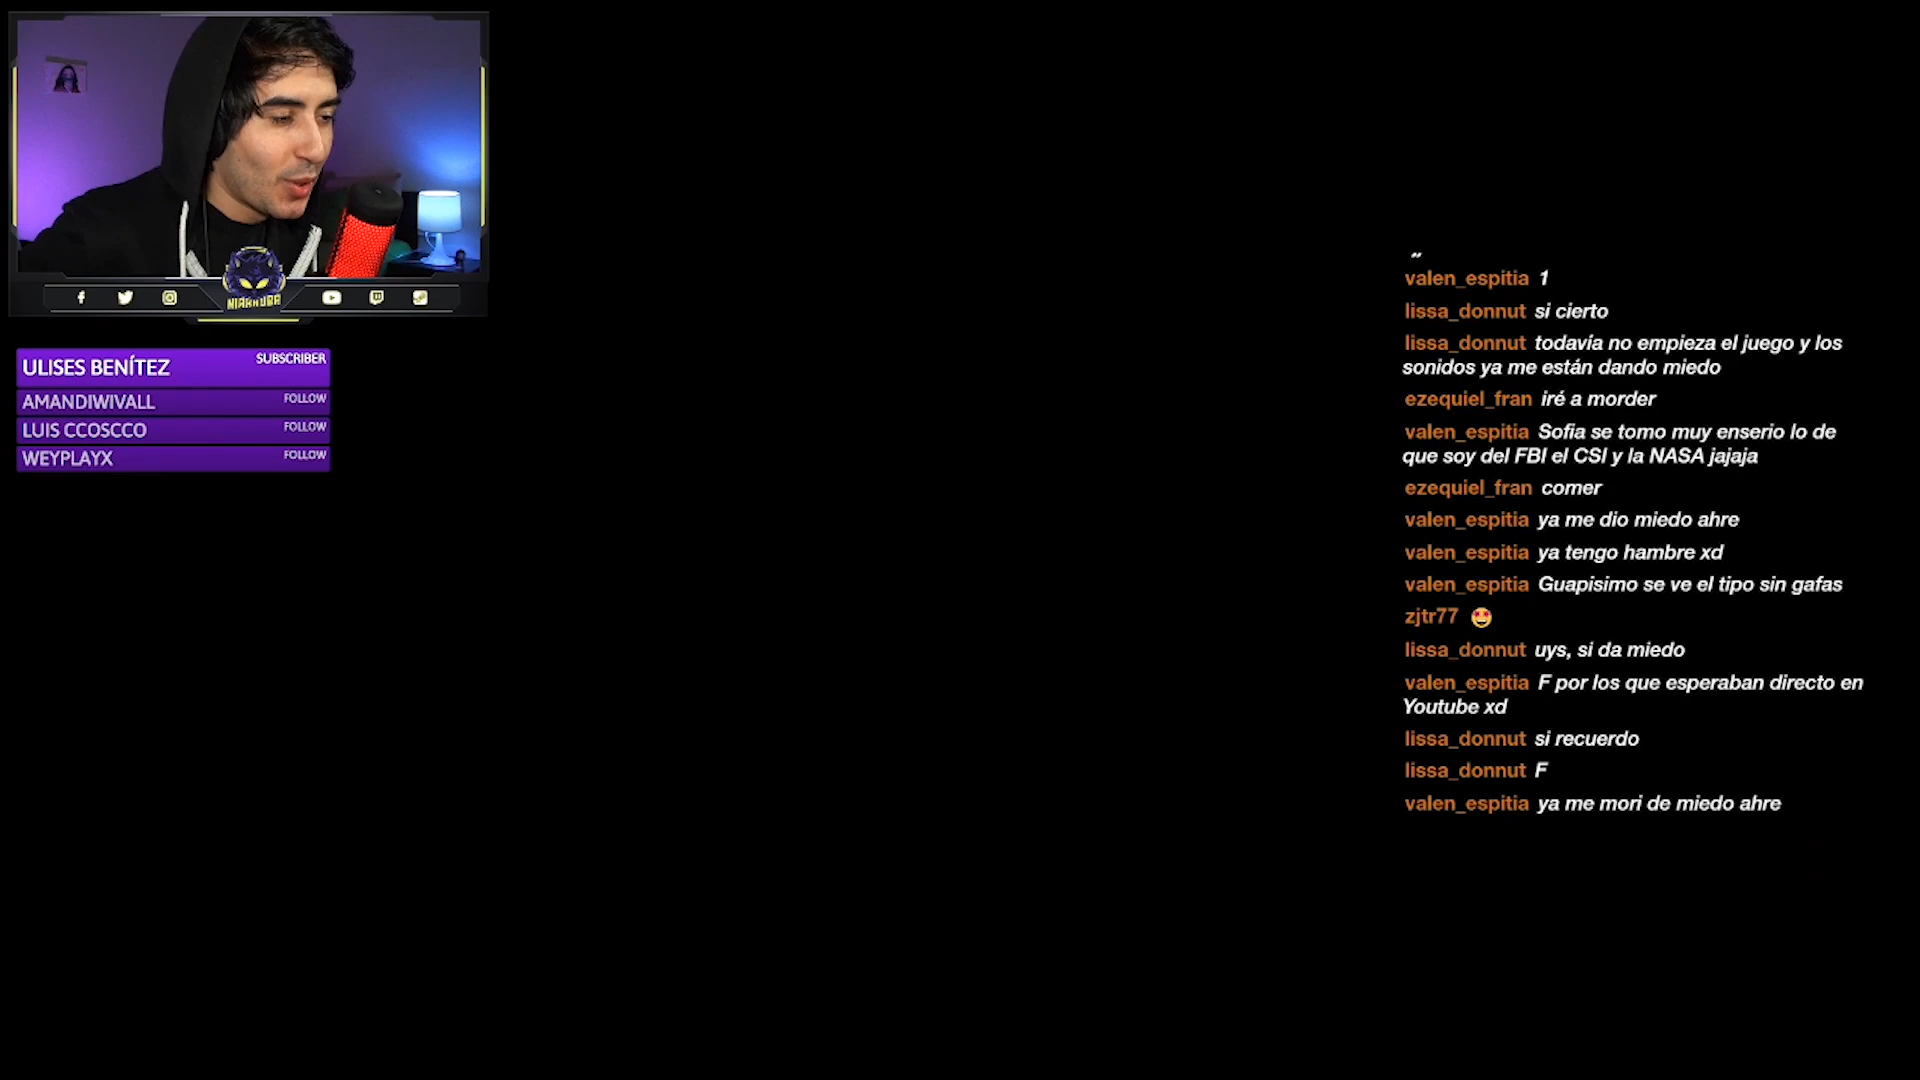 NIAKKUBA
ULISES BENÍTEZ SUBSCRIBER
AMANDIWIVALL FOLLOW
LUIS CCOSCCO FOLLOW
WEYPLAYX FOLLOW
valen_espitia 1
lissa_donnut si cierto
lissa_donnut todavía no empieza el juego y los
sonidos ya me están dando miedo
ezequiel_fran iré a morder
valen_espitia Sofia se tomo muy enserio lo de
que soy del FBI el CSI y la NASA jajaja
ezequiel_fran comer
valen_espitia ya me dio miedo ahre
valen_espitia ya tengo hambre xd
valen_espitia Guapisimo se ve el tipo sin gafas
zjtr77
lissa_donnut uys, si da miedo
valen_espitia F por los que esperaban directo en
Youtube xd
lissa_donnut si recuerdo
lissa_donnut F
valen_espitia ya me mori de miedo ahre